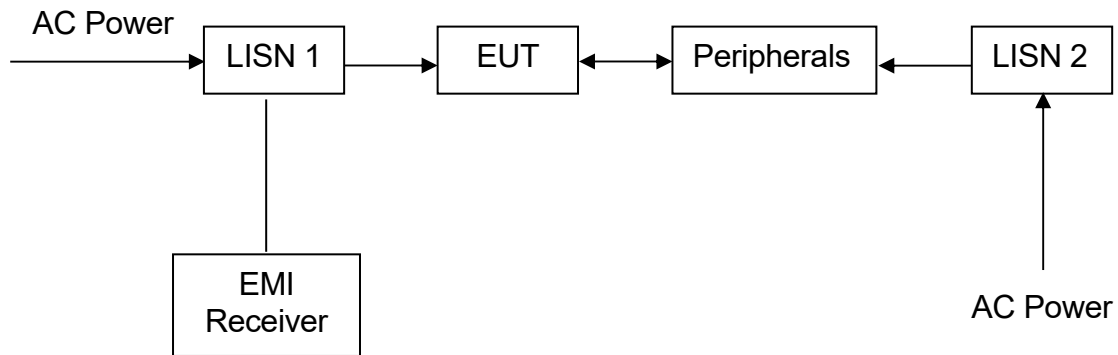 AC Power
LISN 1
EUT
Peripherals
LISN 2
EMI
Receiver
AC Power